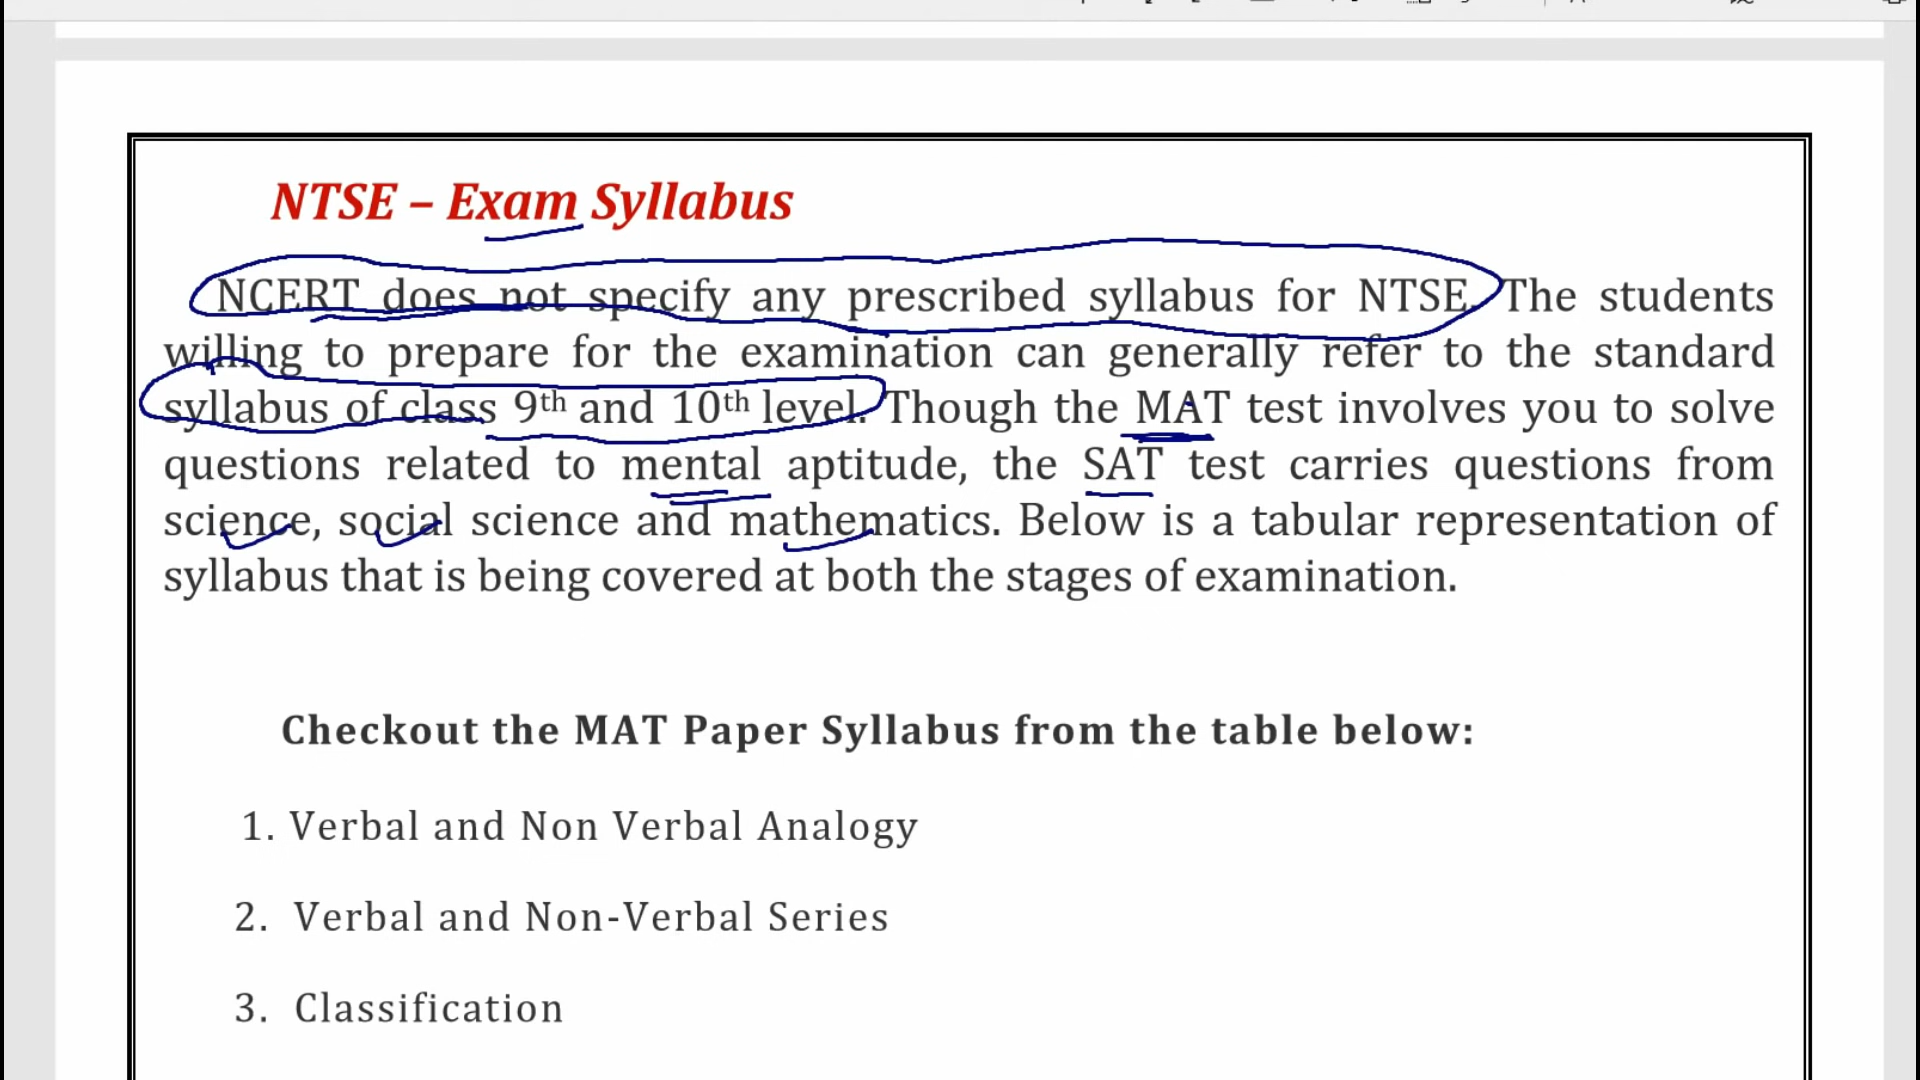 NTSE – Exam Syllabus
NCERT does not specify any prescribed syllabus for NTSE. The students
willing to prepare for the examination can generally refer to the standard
syllabus of class 9th and 10th level. Though the MAT test involves you to solve
questions related to mental aptitude, the SAT test carries questions from
science, social science and mathematics. Below is a tabular representation of
syllabus that is being covered at both the stages of examination.
Checkout the MAT Paper Syllabus from the table below:
1. Verbal and Non Verbal Analogy
2. Verbal and Non-Verbal Series
3. Classification